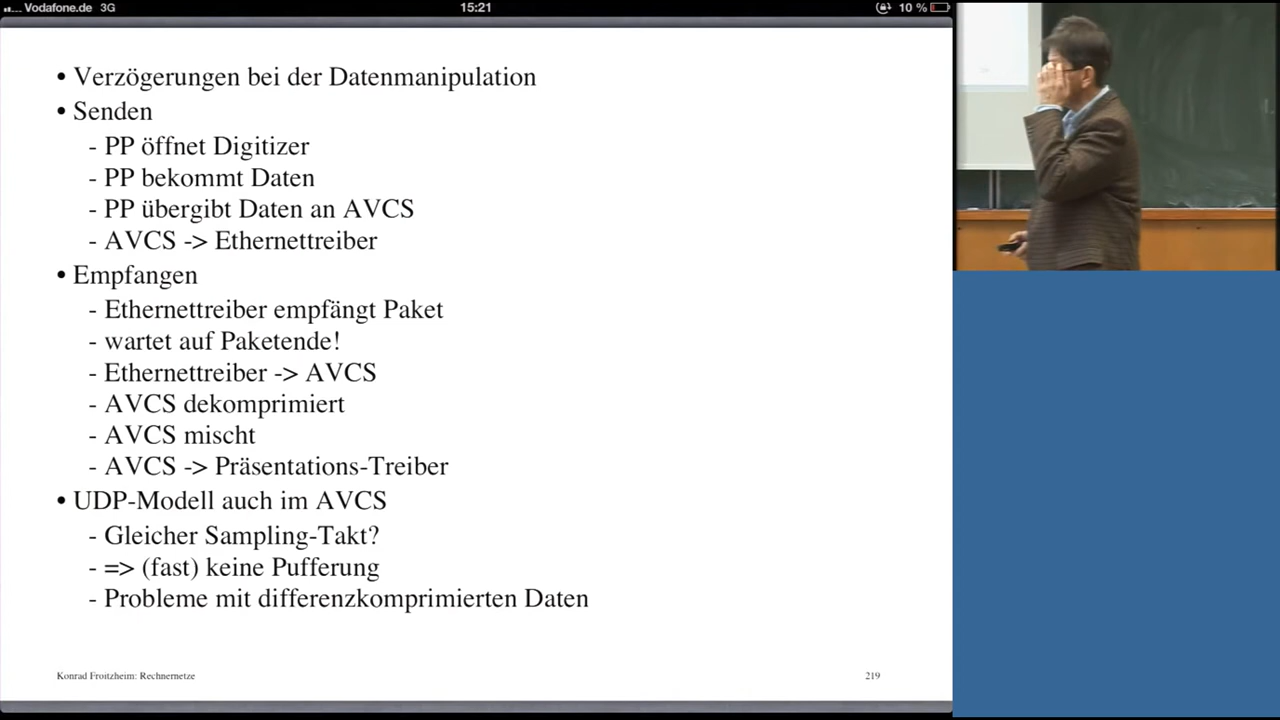 Vodafone.de 3G 15:21 10 %
• Verzögerungen bei der Datenmanipulation
• Senden
- PP öffnet Digitizer
- PP bekommt Daten
- PP übergibt Daten an AVCS
- AVCS -> Ethernettreiber
• Empfangen
- Ethernettreiber empfängt Paket
- wartet auf Paketende!
- Ethernettreiber -> AVCS
- AVCS dekomprimiert
- AVCS mischt
- AVCS -> Präsentations-Treiber
• UDP-Modell auch im AVCS
- Gleicher Sampling-Takt?
- => (fast) keine Pufferung
- Probleme mit differenzkomprimierten Daten
Konrad Froitzheim: Rechnernetze 219